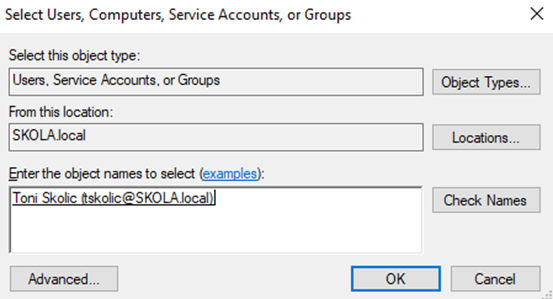 Select Users, Computers, Service Accounts, or Groups
Select this object type:
Users, Service Accounts, or Groups
Object Types...
From this location:
SKOLA.local
Locations...
Enter the object names to select (examples):
Toni Skolic (tskolic@SKOLA.local)
Check Names
Advanced...
OK
Cancel